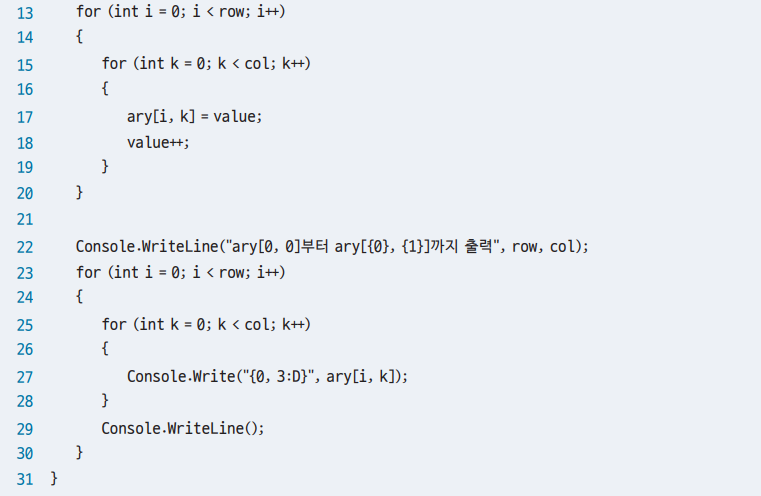 13 for (int i = 0; i < row; i++)
14 {
15 for (int k = 0; k < col; k++)
16 {
17 ary[i, k] = value;
18 value++;
19 }
20 }
21
22 Console.WriteLine("ary[0, 0]부터 ary[{0}, {1}]까지 출력", row, col);
23 for (int i = 0; i < row; i++)
24 {
25 for (int k = 0; k < col; k++)
26 {
27 Console.Write("{0, 3:D}", ary[i, k]);
28 }
29 Console.WriteLine();
30 }
31 }